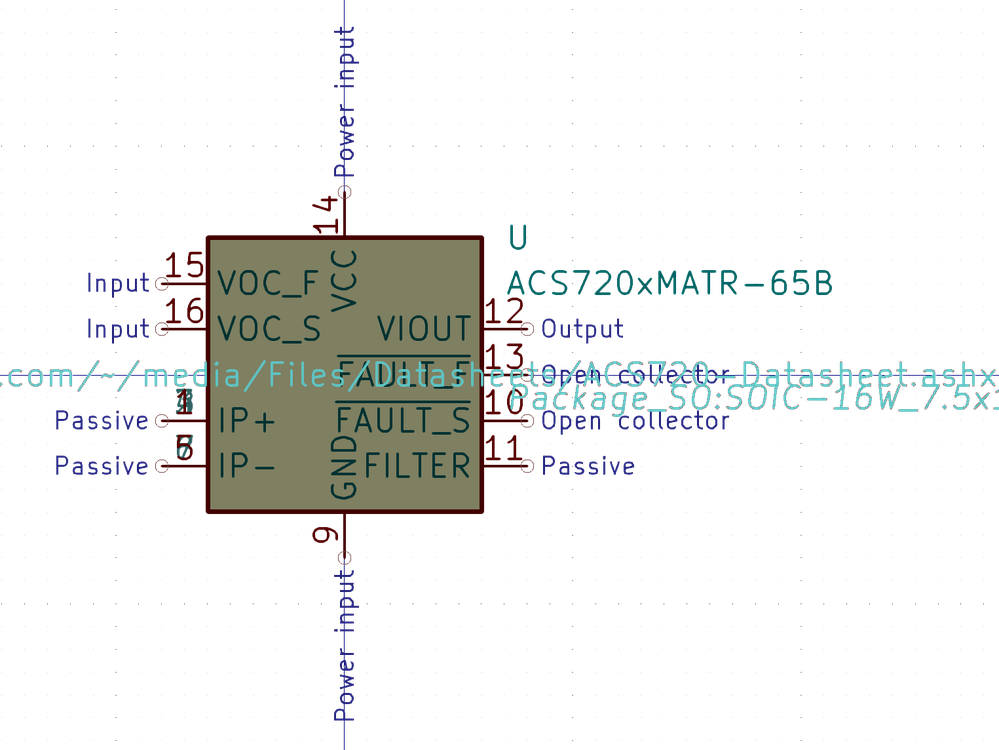 Power input
14
U
15
Input
VOC_F
VCC
ACS720xMATR-65B
16
Input
VOC_S
VIOUT
12
Output
13
FAULT_F
Open collector
.com/~/media/Files/Datasheets/ACS720-Datasheet.ashx
Package_SO:SOIC-16W_7.5x1
1
Passive
IP+
FAULT_S
10
Open collector
5
Passive
IP-
GND
FILTER
11
Passive
9
Power input